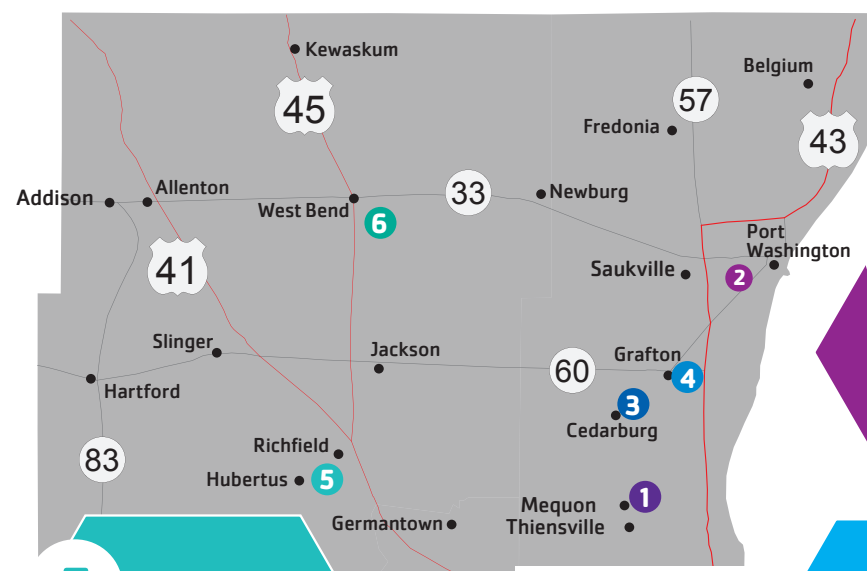 Kewaskum
Belgium
45
57
Fredonia
43
Addison
Allenton
West Bend
33
Newburg
6
Port
Washington
41
Saukville
2
Slinger
Jackson
Grafton
60
4
Hartford
3
Cedarburg
83
Richfield
Hubertus
5
1
Mequon
Thiensville
Germantown